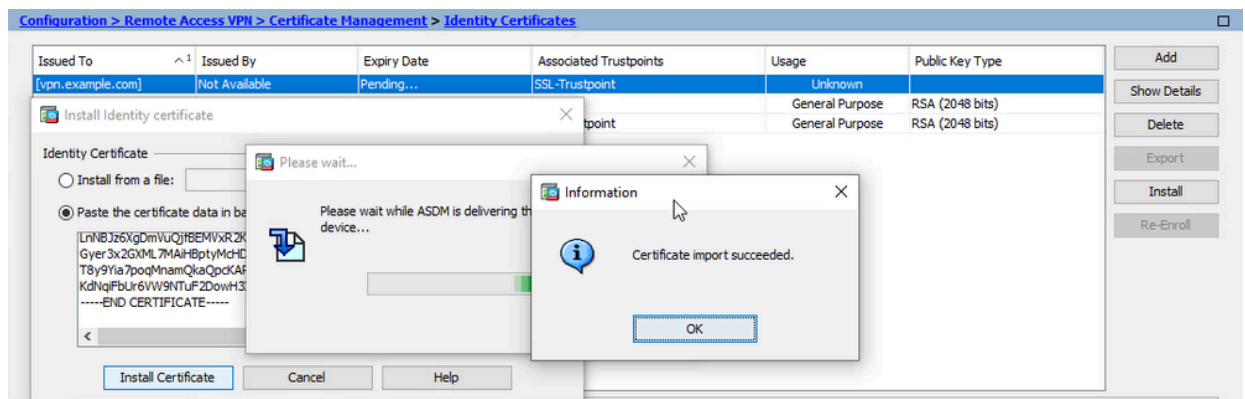 Configuration > Remote Access VPN > Certificate Management > Identity Certificates
Issued To 1 Issued By Expiry Date Associated Trustpoints Usage Public Key Type
[vpn.example.com] Not Available Pending... SSL-Trustpoint Unknown
General Purpose RSA (2048 bits)
tpoint General Purpose RSA (2048 bits)
Add
Show Details
Delete
Export
Install
Re-Enroll
Install Identity certificate
Identity Certificate
Install from a file:
Paste the certificate data in ba
LnNBJz6XgDmVuQjfBEMVxR2K
Gyer3x2GXML7MAiHBptyMcHD
T8y9Yia7poqMnamQkaQpcKAF
KdNqiFbUr6VW9NTuF2DowH3
-----END CERTIFICATE-----
Install Certificate Cancel Help
Please wait...
Please wait while ASDM is delivering th
device...
Information
Certificate import succeeded.
OK